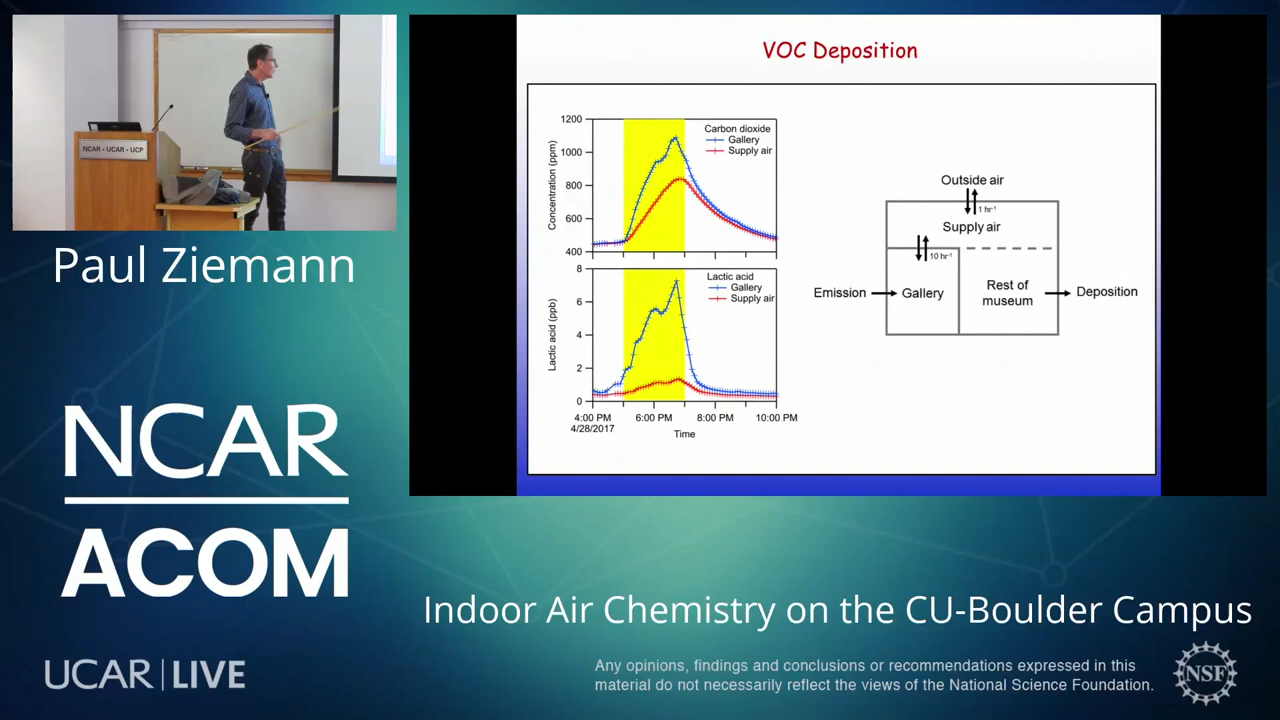 NCAR • UCAR • UCP
Paul Ziemann
NCAR
ACOM
UCAR | LIVE
VOC Deposition
1200
1000
800
600
400
Concentration (ppm)
Carbon dioxide
Gallery
Supply air
8
6
4
2
0
Lactic acid (ppb)
Lactic acid
Gallery
Supply air
4:00 PM
4/28/2017
6:00 PM
8:00 PM
10:00 PM
Time
Outside air
1 hr⁻¹
Supply air
10 hr⁻¹
Emission
Gallery
Rest of
museum
Deposition
Indoor Air Chemistry on the CU-Boulder Campus
Any opinions, findings and conclusions or recommendations expressed in this
material do not necessarily reflect the views of the National Science Foundation.
NSF